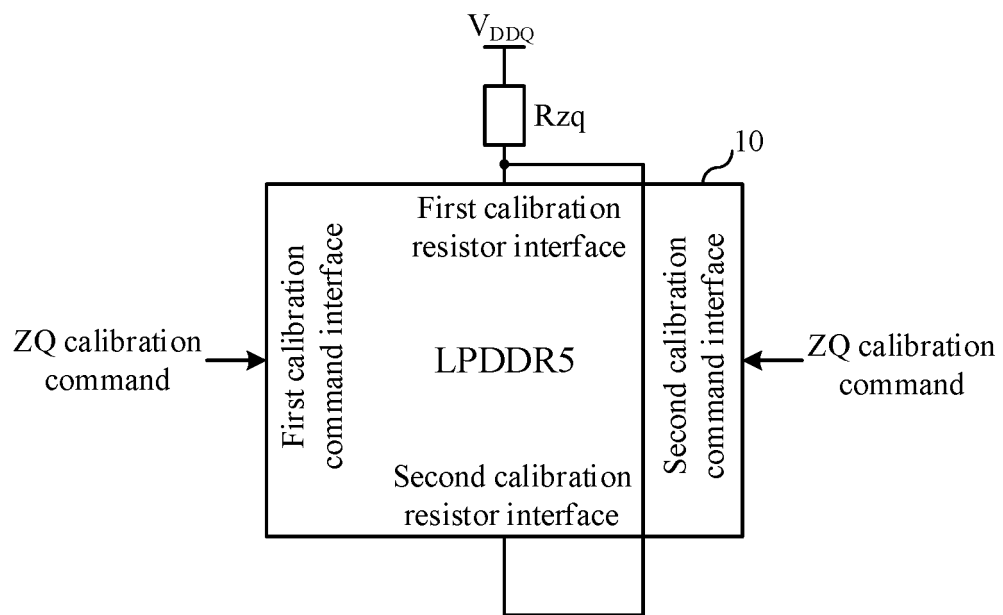 VDDQ
Rzq
10
First calibration
resistor interface
First calibration
command interface
Second calibration
command interface
ZQ calibration
command
LPDDR5
ZQ calibration
command
Second calibration
resistor interface